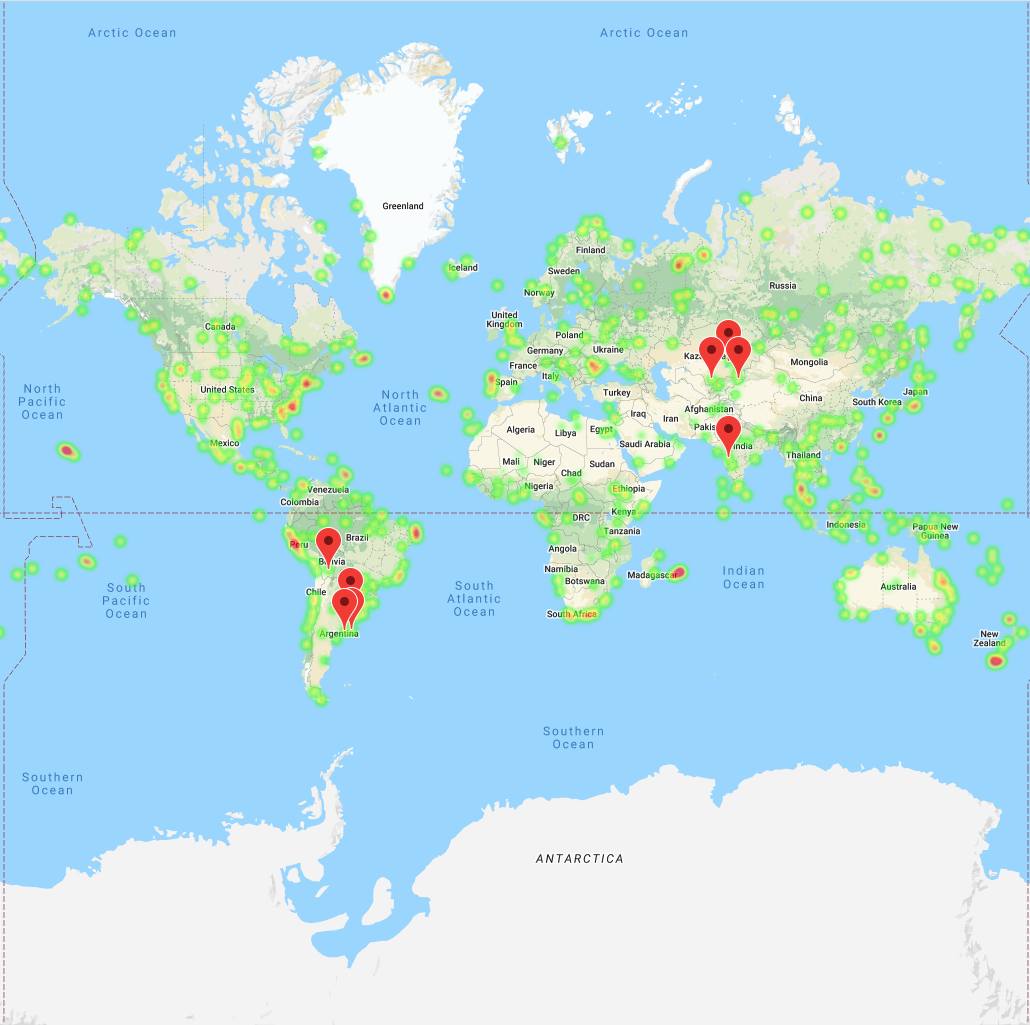 Arctic Ocean
Arctic Ocean
Greenland
Iceland
Finland
Sweden
Russia
Norway
Canada
United
Kingdom
Poland
Germany
Ukraine
France
Mongolia
North
Pacific
Ocean
United States
North
Atlantic
Ocean
Spain
Italy
Turkey
China
Japan
South Korea
Afghanistan
Iraq
Iran
Algeria
Libya
Egypt
Mexico
Saudi Arabia
India
Thailand
Mali
Niger
Chad
Sudan
Venezuela
Nigeria
Ethiopia
Colombia
DRC
Kenya
Indonesia
Papua New
Guinea
Tanzania
Peru
Brazil
Bolivia
Angola
Namibia
Botswana
Madagascar
Indian
Ocean
Australia
South
Pacific
Ocean
Chile
South
Atlantic
Ocean
South Africa
Argentina
New
Zealand
Southern
Ocean
Southern
Ocean
ANTARCTICA